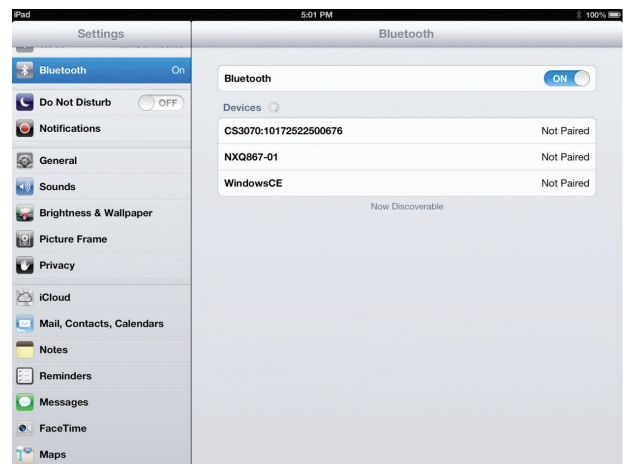 iPad 5:01 PM 100%
Settings
Bluetooth On
Do Not Disturb OFF
Notifications
General
Sounds
Brightness & Wallpaper
Picture Frame
Privacy
iCloud
Mail, Contacts, Calendars
Notes
Reminders
Messages
FaceTime
Maps
Bluetooth
Bluetooth ON
Devices
CS3070:10172522500676 Not Paired
NXQ867-01 Not Paired
WindowsCE Not Paired
Now Discoverable